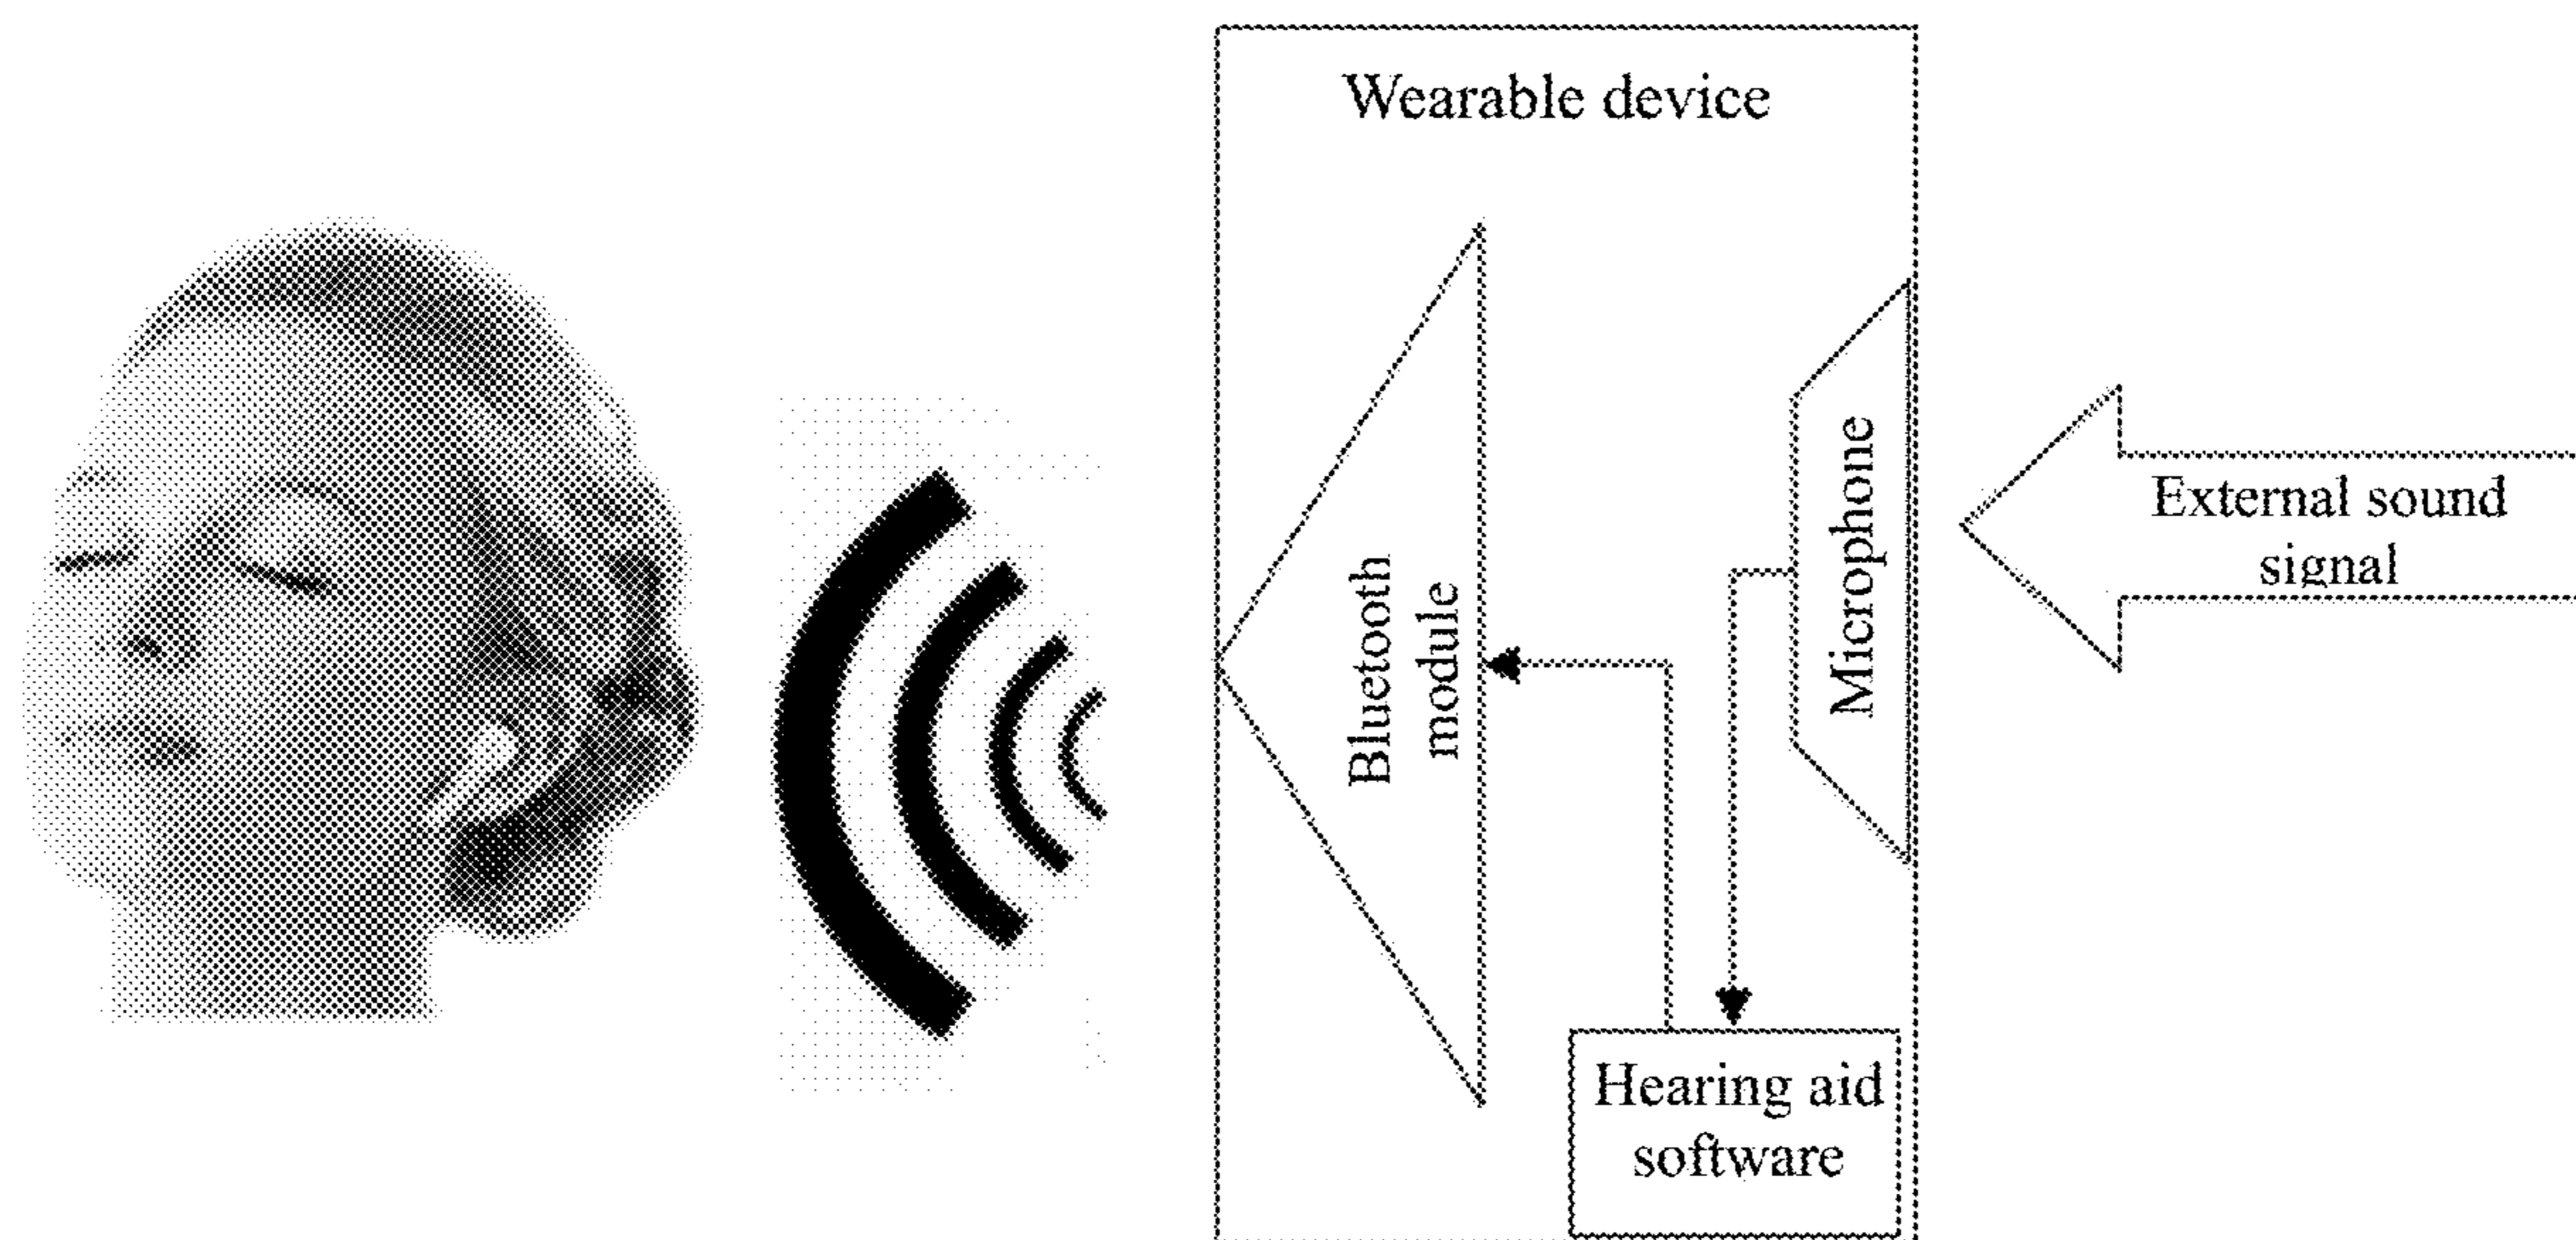 Wearable device
Bluetooth
module
Microphone
External sound
signal
Hearing aid
software